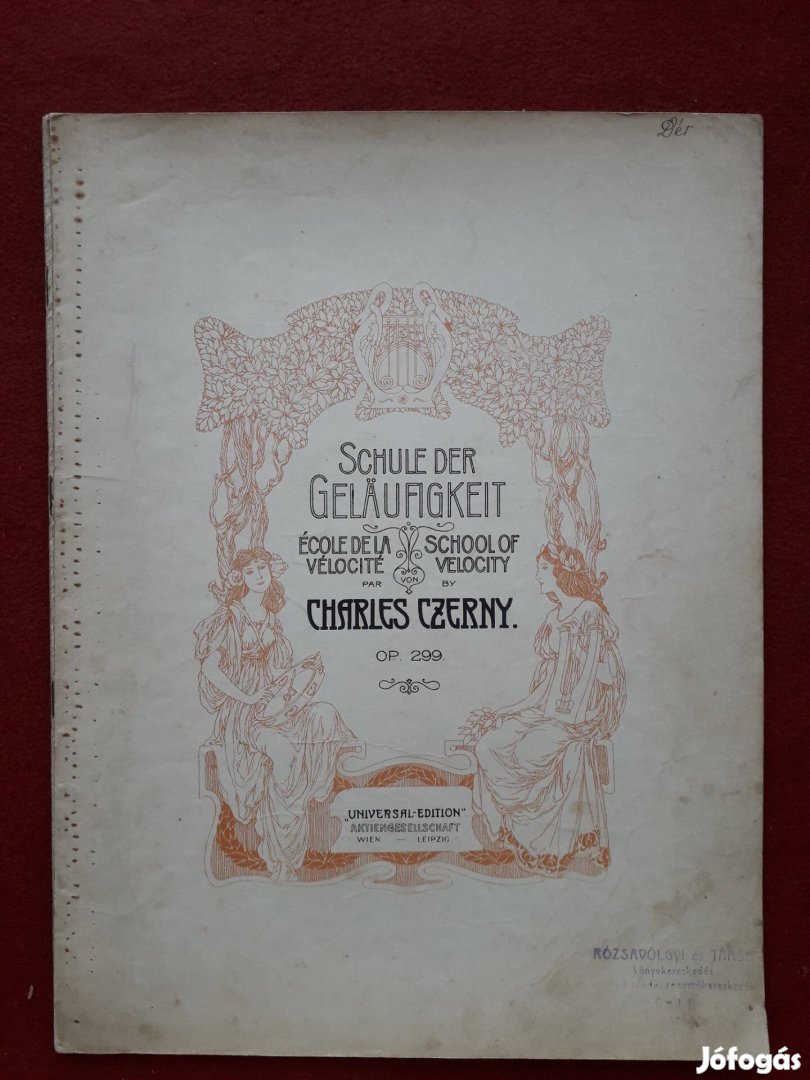 Dér
SCHULE DER
GELÄUFIGKEIT
ÉCOLE DE LA SCHOOL OF
VÉLOCITÉ VELOCITY
PAR VON BY
CHARLES CZERNY.
OP. 299.
„UNIVERSAL-EDITION"
AKTIENGESELLSCHAFT
WIEN — LEIPZIG.
RÓZSAVÖLGYI és TÁRS
könyvkereskedés
zeneműkereskedés
Jófogás